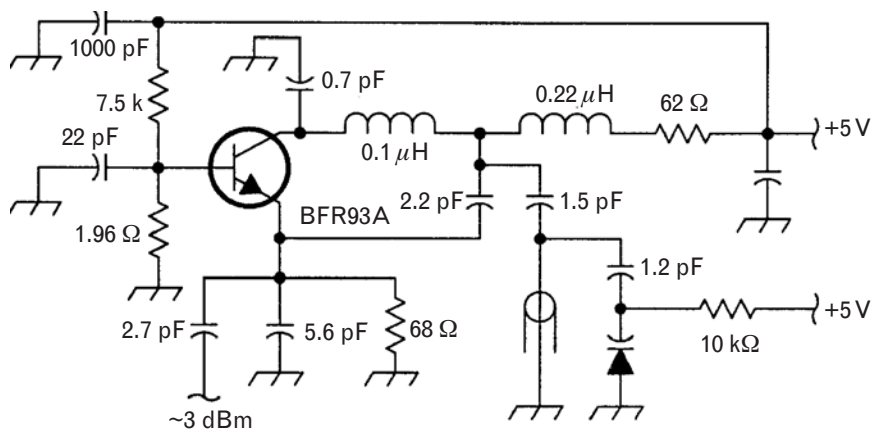 1000 pF
0.7 pF
7.5 k
0.22 μH
62 Ω
+5 V
22 pF
0.1 μH
2.2 pF
1.5 pF
BFR93A
1.96 Ω
1.2 pF
2.7 pF
5.6 pF
68 Ω
+5 V
10 kΩ
~3 dBm